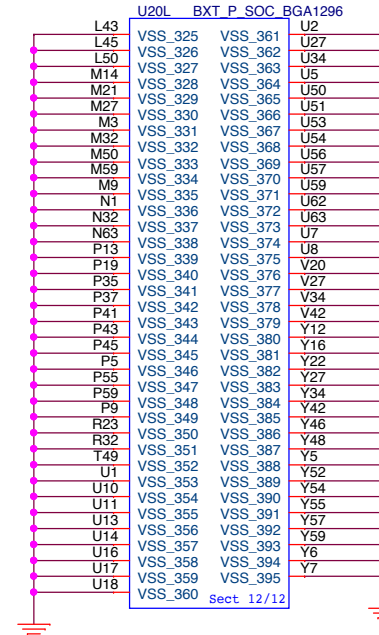 U20L BXT_P_SOC_BGA1296
L43 VSS_325 VSS_361 U2
L45 VSS_326 VSS_362 U27
L50 VSS_327 VSS_363 U34
M14 VSS_328 VSS_364 U5
M21 VSS_329 VSS_365 U50
M27 VSS_330 VSS_366 U51
M3 VSS_331 VSS_367 U53
M32 VSS_332 VSS_368 U54
M50 VSS_333 VSS_369 U56
M59 VSS_334 VSS_370 U57
M9 VSS_335 VSS_371 U59
N1 VSS_336 VSS_372 U62
N32 VSS_337 VSS_373 U63
N63 VSS_338 VSS_374 U7
P13 VSS_339 VSS_375 U8
P19 VSS_340 VSS_376 V20
P35 VSS_341 VSS_377 V27
P37 VSS_342 VSS_378 V34
P41 VSS_343 VSS_379 V42
P43 VSS_344 VSS_380 Y12
P45 VSS_345 VSS_381 Y16
P5 VSS_346 VSS_382 Y22
P55 VSS_347 VSS_383 Y27
P59 VSS_348 VSS_384 Y34
P9 VSS_349 VSS_385 Y42
R23 VSS_350 VSS_386 Y46
R32 VSS_351 VSS_387 Y48
T49 VSS_352 VSS_388 Y5
U1 VSS_353 VSS_389 Y52
U10 VSS_354 VSS_390 Y54
U11 VSS_355 VSS_391 Y55
U13 VSS_356 VSS_392 Y57
U14 VSS_357 VSS_393 Y59
U16 VSS_358 VSS_394 Y6
U17 VSS_359 VSS_395 Y7
U18 VSS_360 Sect 12/12